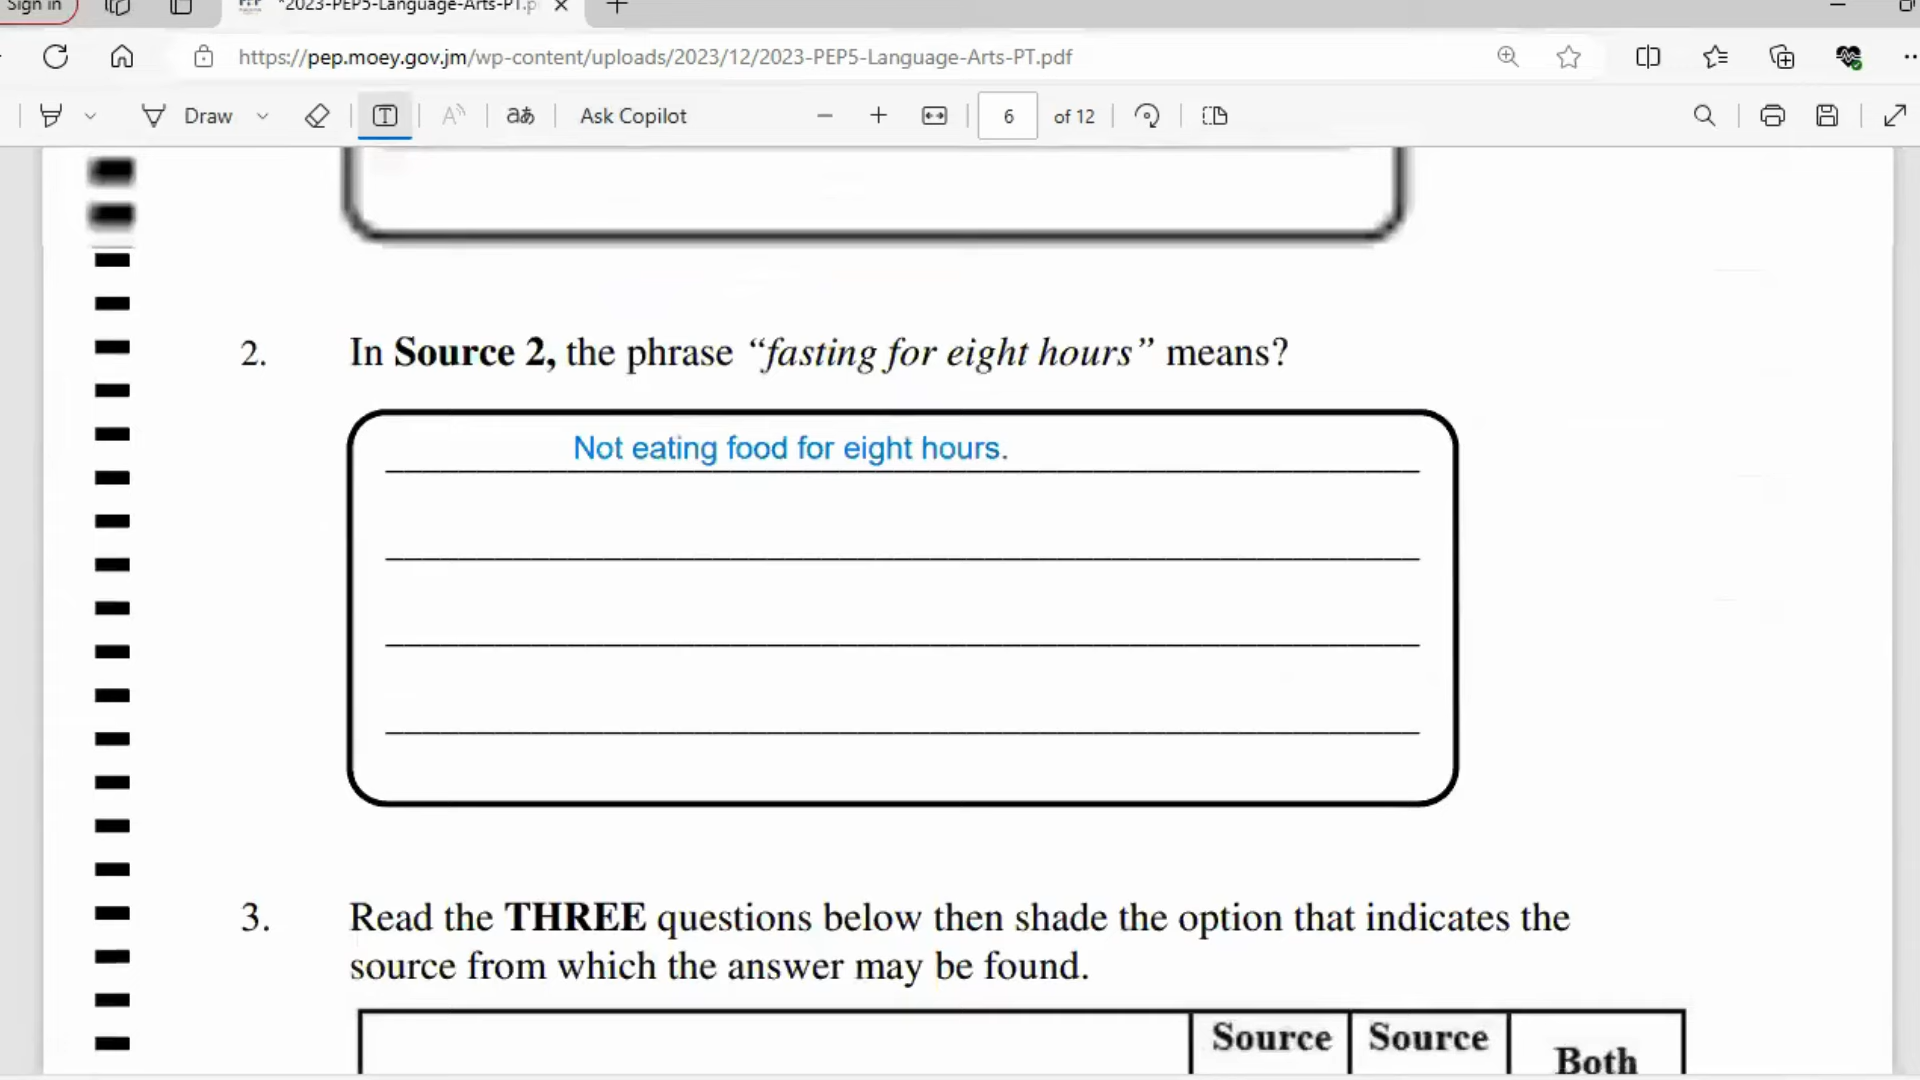 Sign in
*2023-PEP5-Language-Arts-PT.p
https://pep.moey.gov.jm/wp-content/uploads/2023/12/2023-PEP5-Language-Arts-PT.pdf
Draw
Ask Copilot
6 of 12
2. In Source 2, the phrase “fasting for eight hours” means?
Not eating food for eight hours.
3. Read the THREE questions below then shade the option that indicates the
source from which the answer may be found.
Source Source
Both